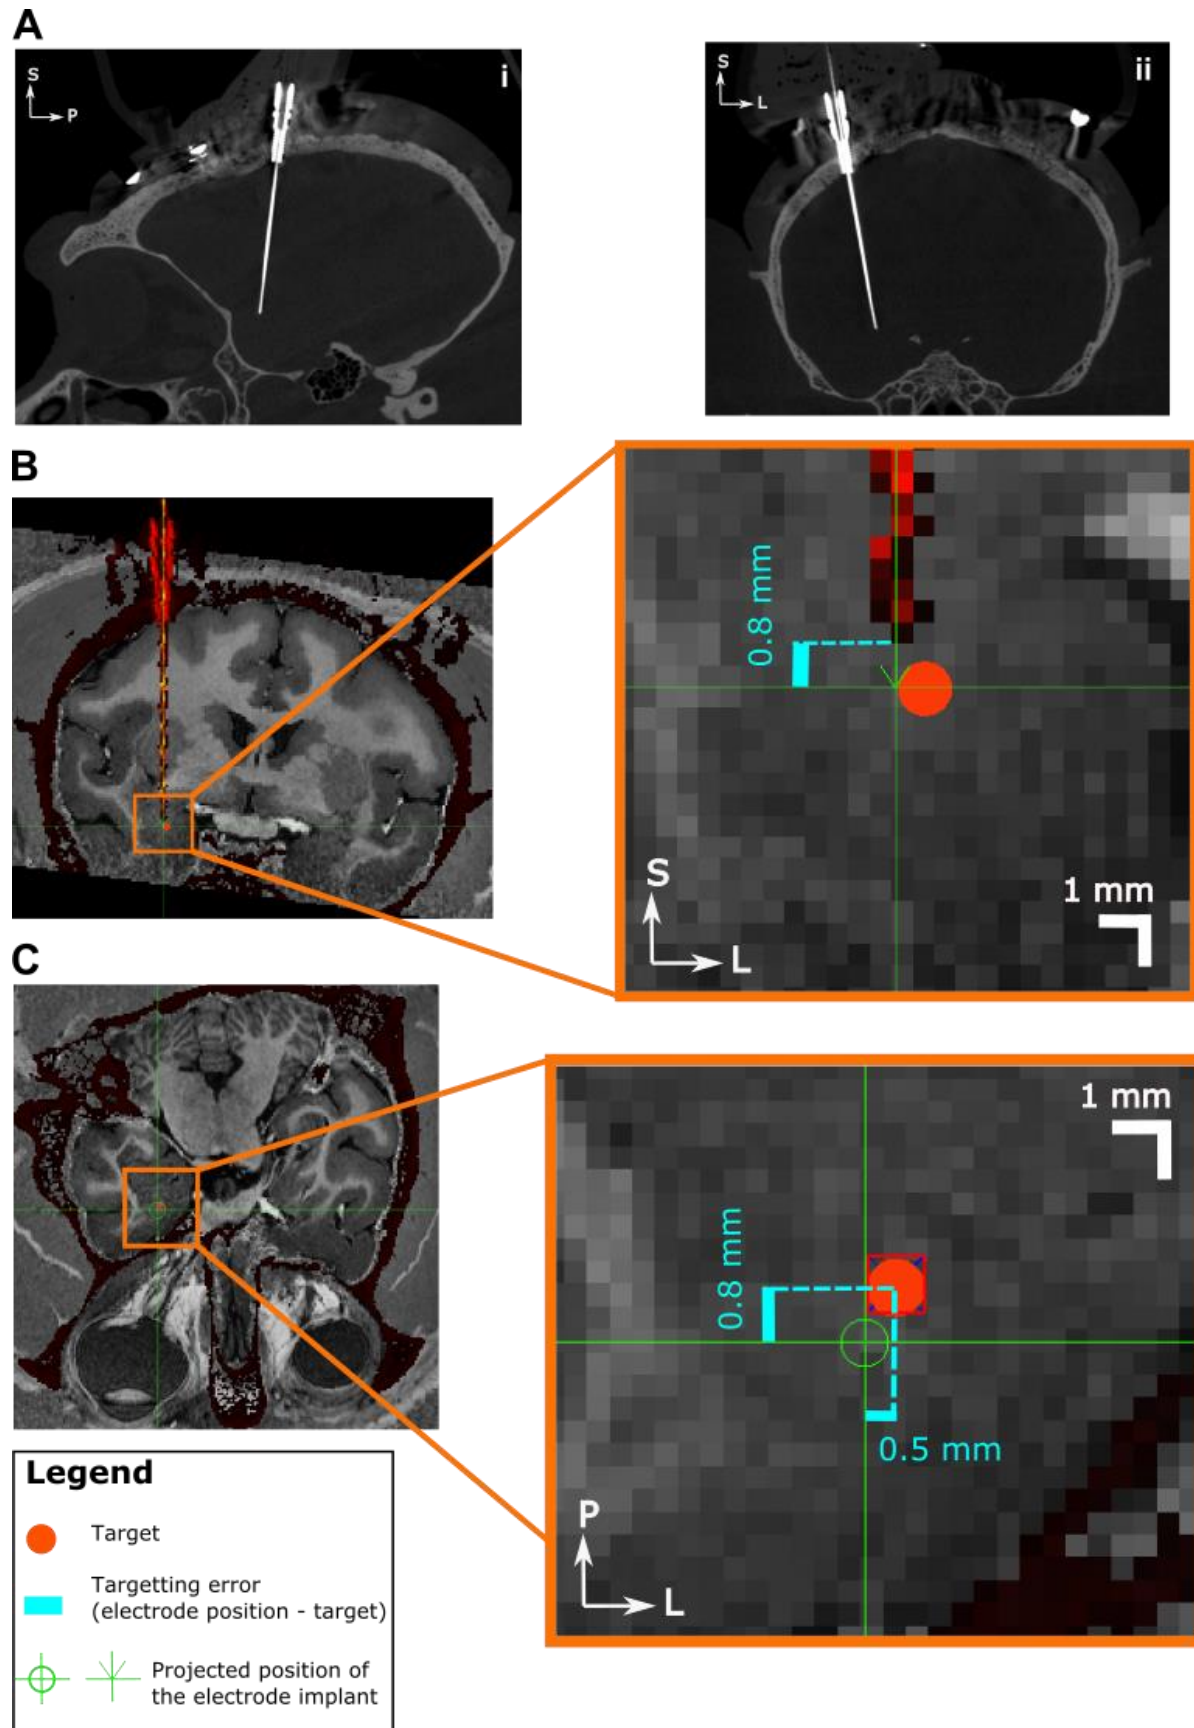 A
S
P
i
S
L
ii
B
0.8 mm
S
L
1 mm
C
1 mm
0.8 mm
0.5 mm
P
L
Legend
Target
Targetting error
(electrode position - target)
Projected position of
the electrode implant